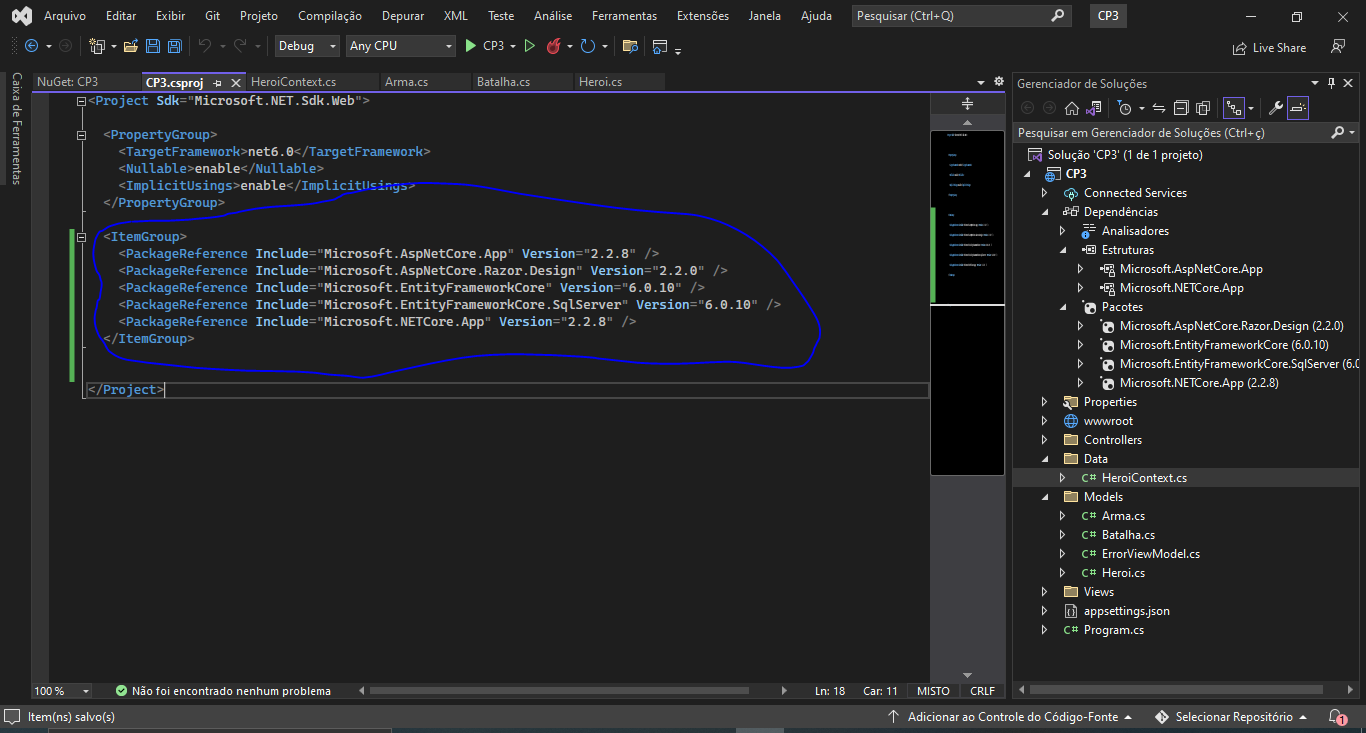 Arquivo Editar Exibir Git Projeto Compilação Depurar XML Teste Análise Ferramentas Extensões Janela Ajuda Pesquisar (Ctrl+Q) CP3
Debug Any CPU CP3 Live Share
Caixa de Ferramentas
NuGet: CP3 CP3.csproj HeroiContext.cs Arma.cs Batalha.cs Heroi.cs
<Project Sdk="Microsoft.NET.Sdk.Web">
<PropertyGroup>
<TargetFramework>net6.0</TargetFramework>
<Nullable>enable</Nullable>
<ImplicitUsings>enable</ImplicitUsings>
</PropertyGroup>
<ItemGroup>
<PackageReference Include="Microsoft.AspNetCore.App" Version="2.2.8" />
<PackageReference Include="Microsoft.AspNetCore.Razor.Design" Version="2.2.0" />
<PackageReference Include="Microsoft.EntityFrameworkCore" Version="6.0.10" />
<PackageReference Include="Microsoft.EntityFrameworkCore.SqlServer" Version="6.0.10" />
<PackageReference Include="Microsoft.NETCore.App" Version="2.2.8" />
</ItemGroup>
</Project>
Gerenciador de Soluções
Pesquisar em Gerenciador de Soluções (Ctrl+ç)
Solução 'CP3' (1 de 1 projeto)
CP3
Connected Services
Dependências
Analisadores
Estruturas
Microsoft.AspNetCore.App
Microsoft.NETCore.App
Pacotes
Microsoft.AspNetCore.Razor.Design (2.2.0)
Microsoft.EntityFrameworkCore (6.0.10)
Microsoft.EntityFrameworkCore.SqlServer (6.0
Microsoft.NETCore.App (2.2.8)
Properties
wwwroot
Controllers
Data
C# HeroiContext.cs
Models
C# Arma.cs
C# Batalha.cs
C# ErrorViewModel.cs
C# Heroi.cs
Views
appsettings.json
C# Program.cs
100 % Não foi encontrado nenhum problema Ln: 18 Car: 11 MISTO CRLF
Item(ns) salvo(s) Adicionar ao Controle do Código-Fonte Selecionar Repositório 1